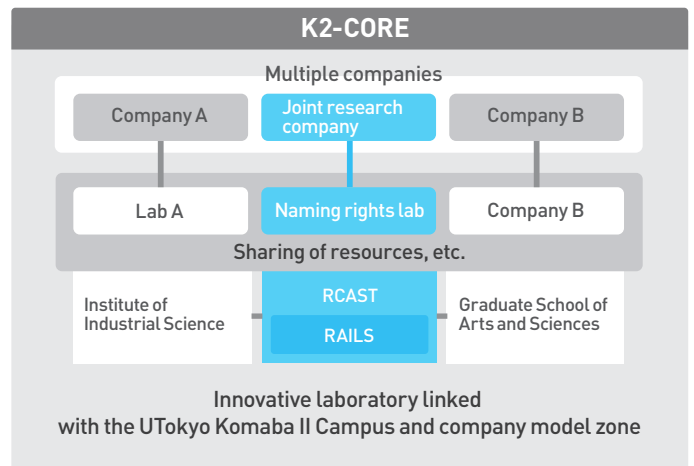 K2-CORE
Multiple companies
Company A
Joint research
company
Company B
Lab A
Naming rights lab
Company B
Sharing of resources, etc.
Institute of
Industrial Science
RCAST
RAILS
Graduate School of
Arts and Sciences
Innovative laboratory linked
with the UTokyo Komaba II Campus and company model zone